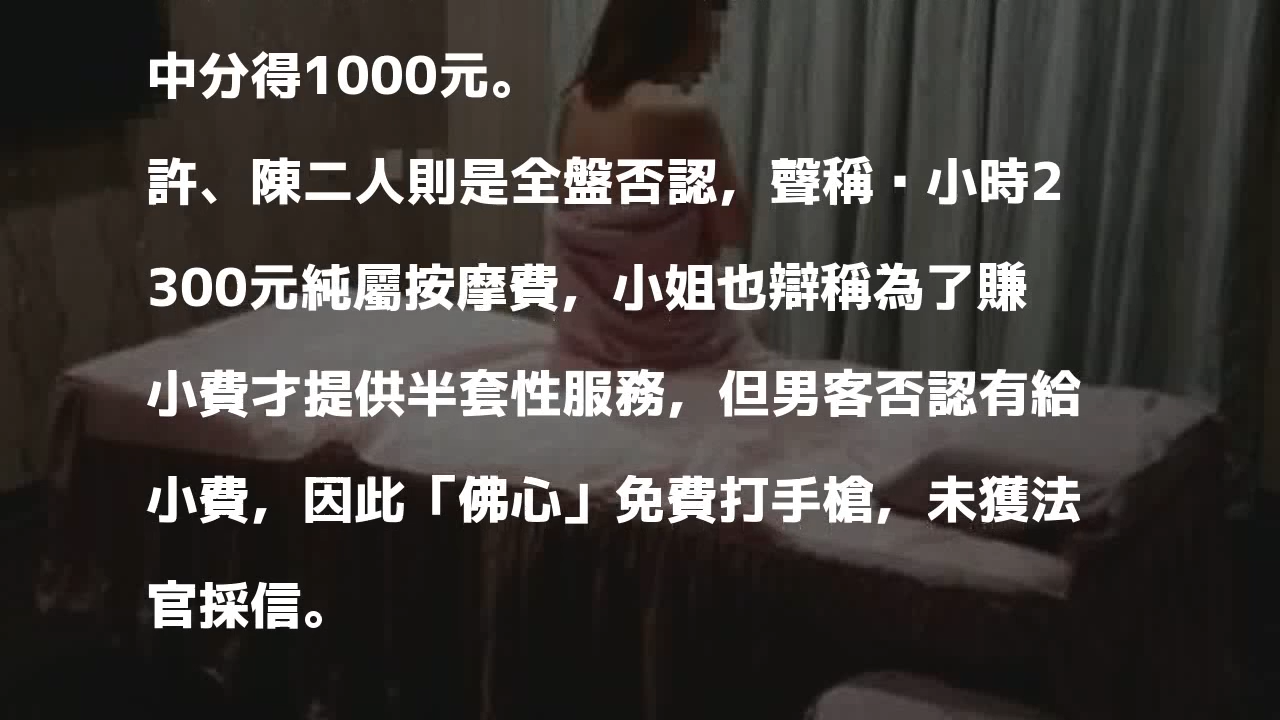 中分得1000元。
許、陳二人則是全盤否認，聲稱▪小時2
300元純屬按摩費，小姐也辯稱為了賺
小費才提供半套性服務，但男客否認有給
小費，因此「佛心」免費打手槍，未獲法
官採信。